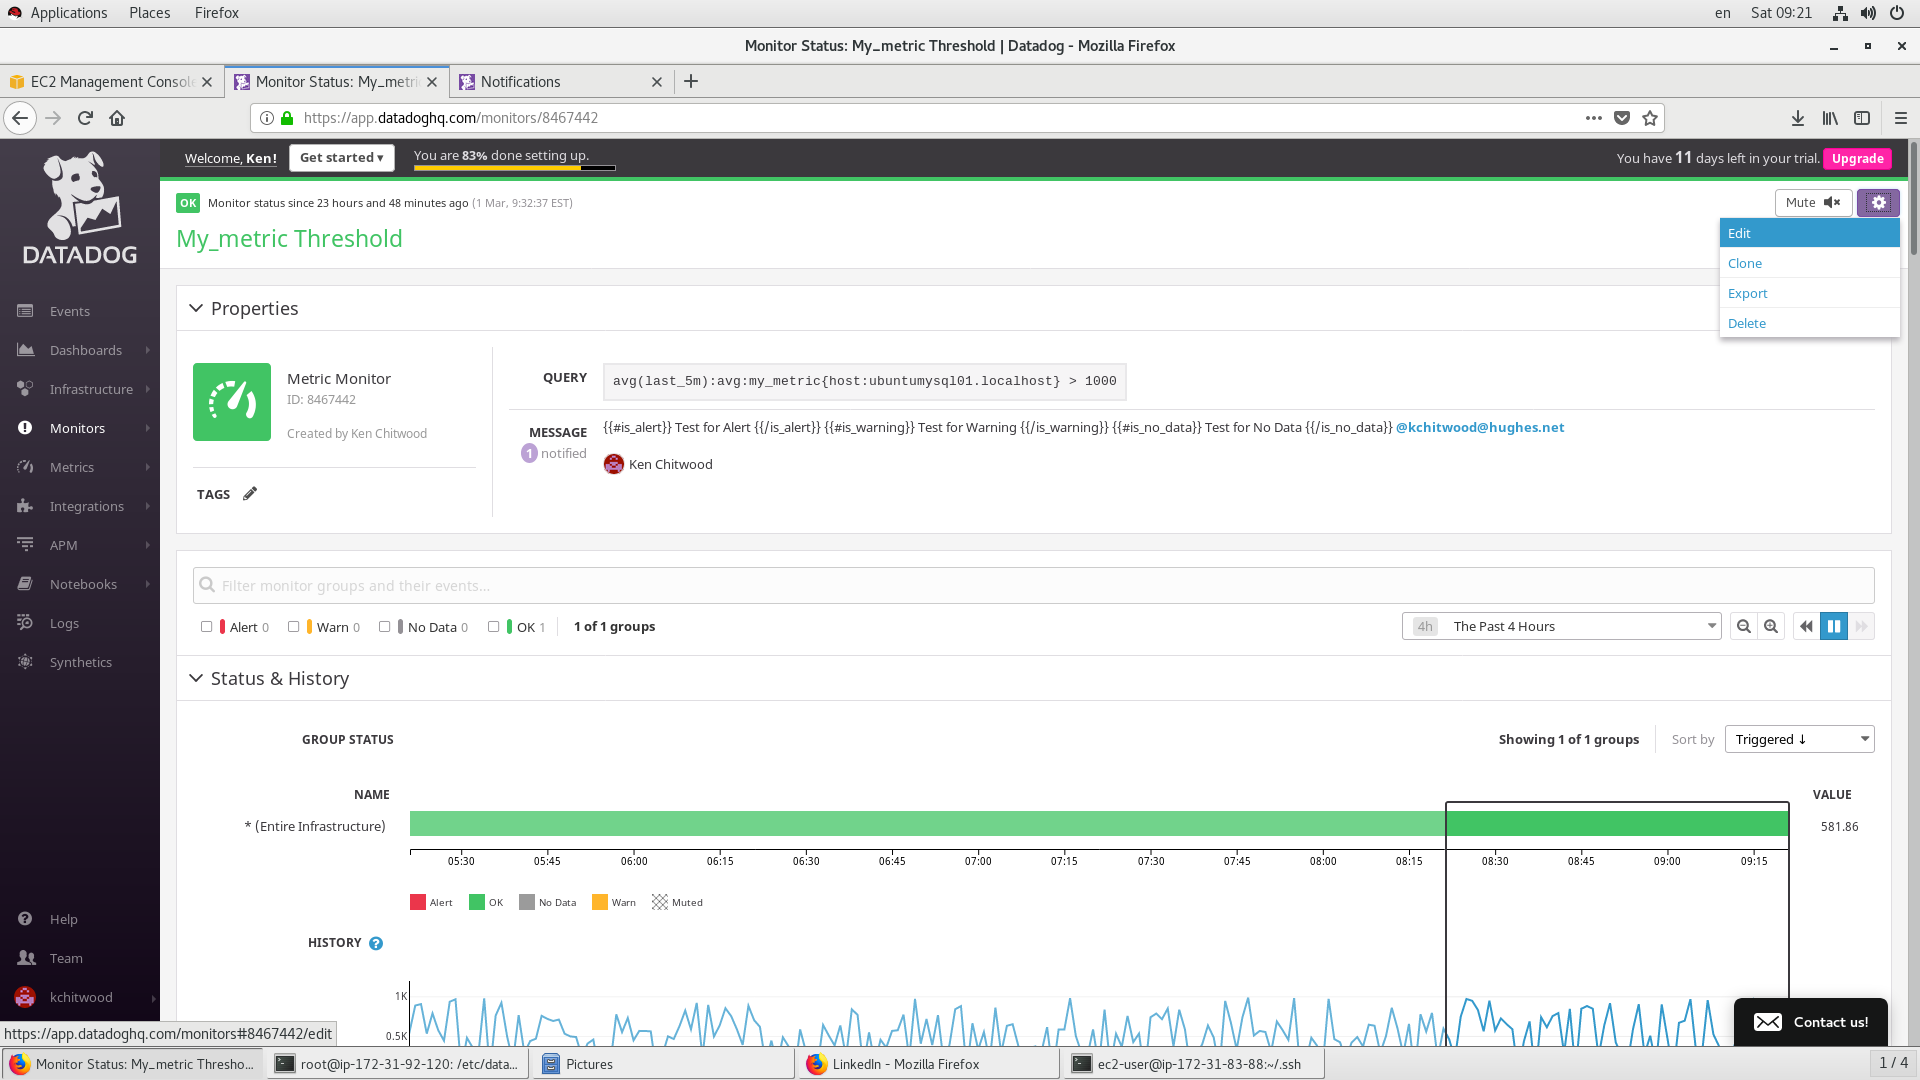 Applications Places Firefox en Sat 09:21
Monitor Status: My_metric Threshold | Datadog - Mozilla Firefox
EC2 Management Console Monitor Status: My_metri Notifications
https://app.datadoghq.com/monitors/8467442
Welcome, Ken! Get started ▾ You are 83% done setting up. You have 11 days left in your trial. Upgrade
OK Monitor status since 23 hours and 48 minutes ago (1 Mar, 9:32:37 EST) Mute
My_metric Threshold
Edit
Clone
Export
Delete
DATADOG
Events
Dashboards
Infrastructure
Monitors
Metrics
Integrations
APM
Notebooks
Logs
Synthetics
Help
Team
kchitwood
Properties
Metric Monitor
ID: 8467442
Created by Ken Chitwood
TAGS
QUERY avg(last_5m):avg:my_metric{host:ubuntumysql01.localhost} > 1000
MESSAGE {{#is_alert}} Test for Alert {{/is_alert}} {{#is_warning}} Test for Warning {{/is_warning}} {{#is_no_data}} Test for No Data {{/is_no_data}} @kchitwood@hughes.net
1 notified
Ken Chitwood
Filter monitor groups and their events...
Alert 0 Warn 0 No Data 0 OK 1 1 of 1 groups 4h The Past 4 Hours
Status & History
GROUP STATUS Showing 1 of 1 groups Sort by Triggered ↓
NAME VALUE
* (Entire Infrastructure) 581.86
05:30 05:45 06:00 06:15 06:30 06:45 07:00 07:15 07:30 07:45 08:00 08:15 08:30 08:45 09:00 09:15
Alert OK No Data Warn Muted
HISTORY ?
1K
0.5K
Contact us!
https://app.datadoghq.com/monitors#8467442/edit
Monitor Status: My_metric Thresho... root@ip-172-31-92-120: /etc/data... Pictures LinkedIn - Mozilla Firefox ec2-user@ip-172-31-83-88:~/.ssh 1 / 4